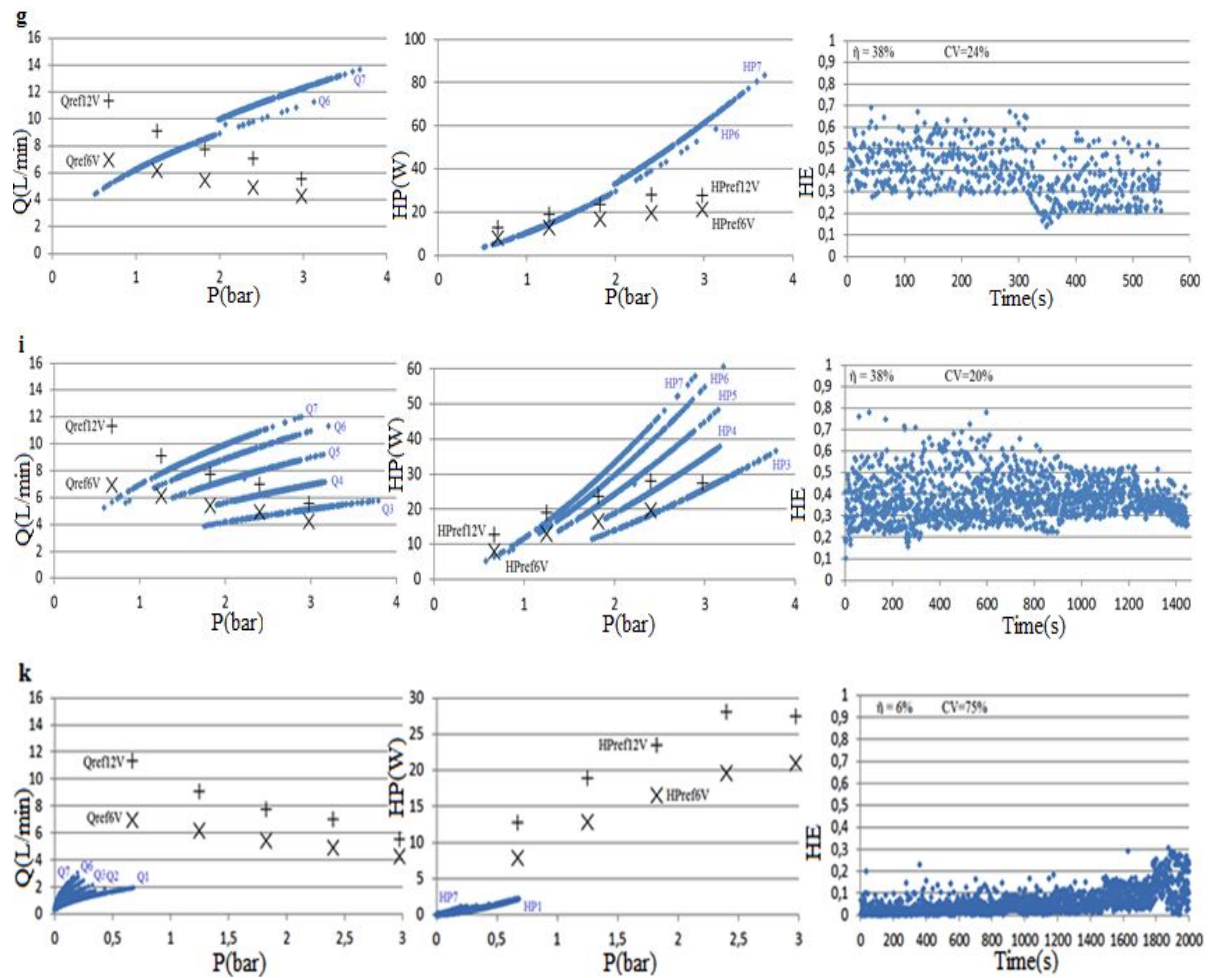 g
16
14
12
10
8
6
4
2
0
Q(L/min)
Qref12V
Qref6V
Q7
Q6
0 1 2 3 4
P(bar)
100
80
60
40
20
0
HP(W)
HP7
HP6
HPref12V
HPref6V
0 1 2 3 4
P(bar)
1
0,9
0,8
0,7
0,6
0,5
0,4
0,3
0,2
0,1
0
HE
ή = 38% CV=24%
0 100 200 300 400 500 600
Time(s)
i
16
14
12
10
8
6
4
2
0
Q(L/min)
Qref12V
Qref6V
Q7
Q6
Q5
Q4
Q3
0 1 2 3 4
P(bar)
60
50
40
30
20
10
0
HP(W)
HP7
HP6
HP5
HP4
HP3
HPref12V
HPref6V
0 1 2 3 4
P(bar)
1
0,9
0,8
0,7
0,6
0,5
0,4
0,3
0,2
0,1
0
HE
ή = 38% CV=20%
0 200 400 600 800 1000 1200 1400
Time(s)
k
16
14
12
10
8
6
4
2
0
Q(L/min)
Qref12V
Qref6V
Q7
Q6
Q3
Q2
Q1
0 0,5 1 1,5 2 2,5 3
P(bar)
30
25
20
15
10
5
0
HP(W)
HPref12V
HPref6V
HP7
HP1
0 0,5 1 1,5 2 2,5 3
P(bar)
1
0,9
0,8
0,7
0,6
0,5
0,4
0,3
0,2
0,1
0
HE
ή = 6% CV=75%
0 200 400 600 800 1000 1200 1400 1600 1800 2000
Time(s)